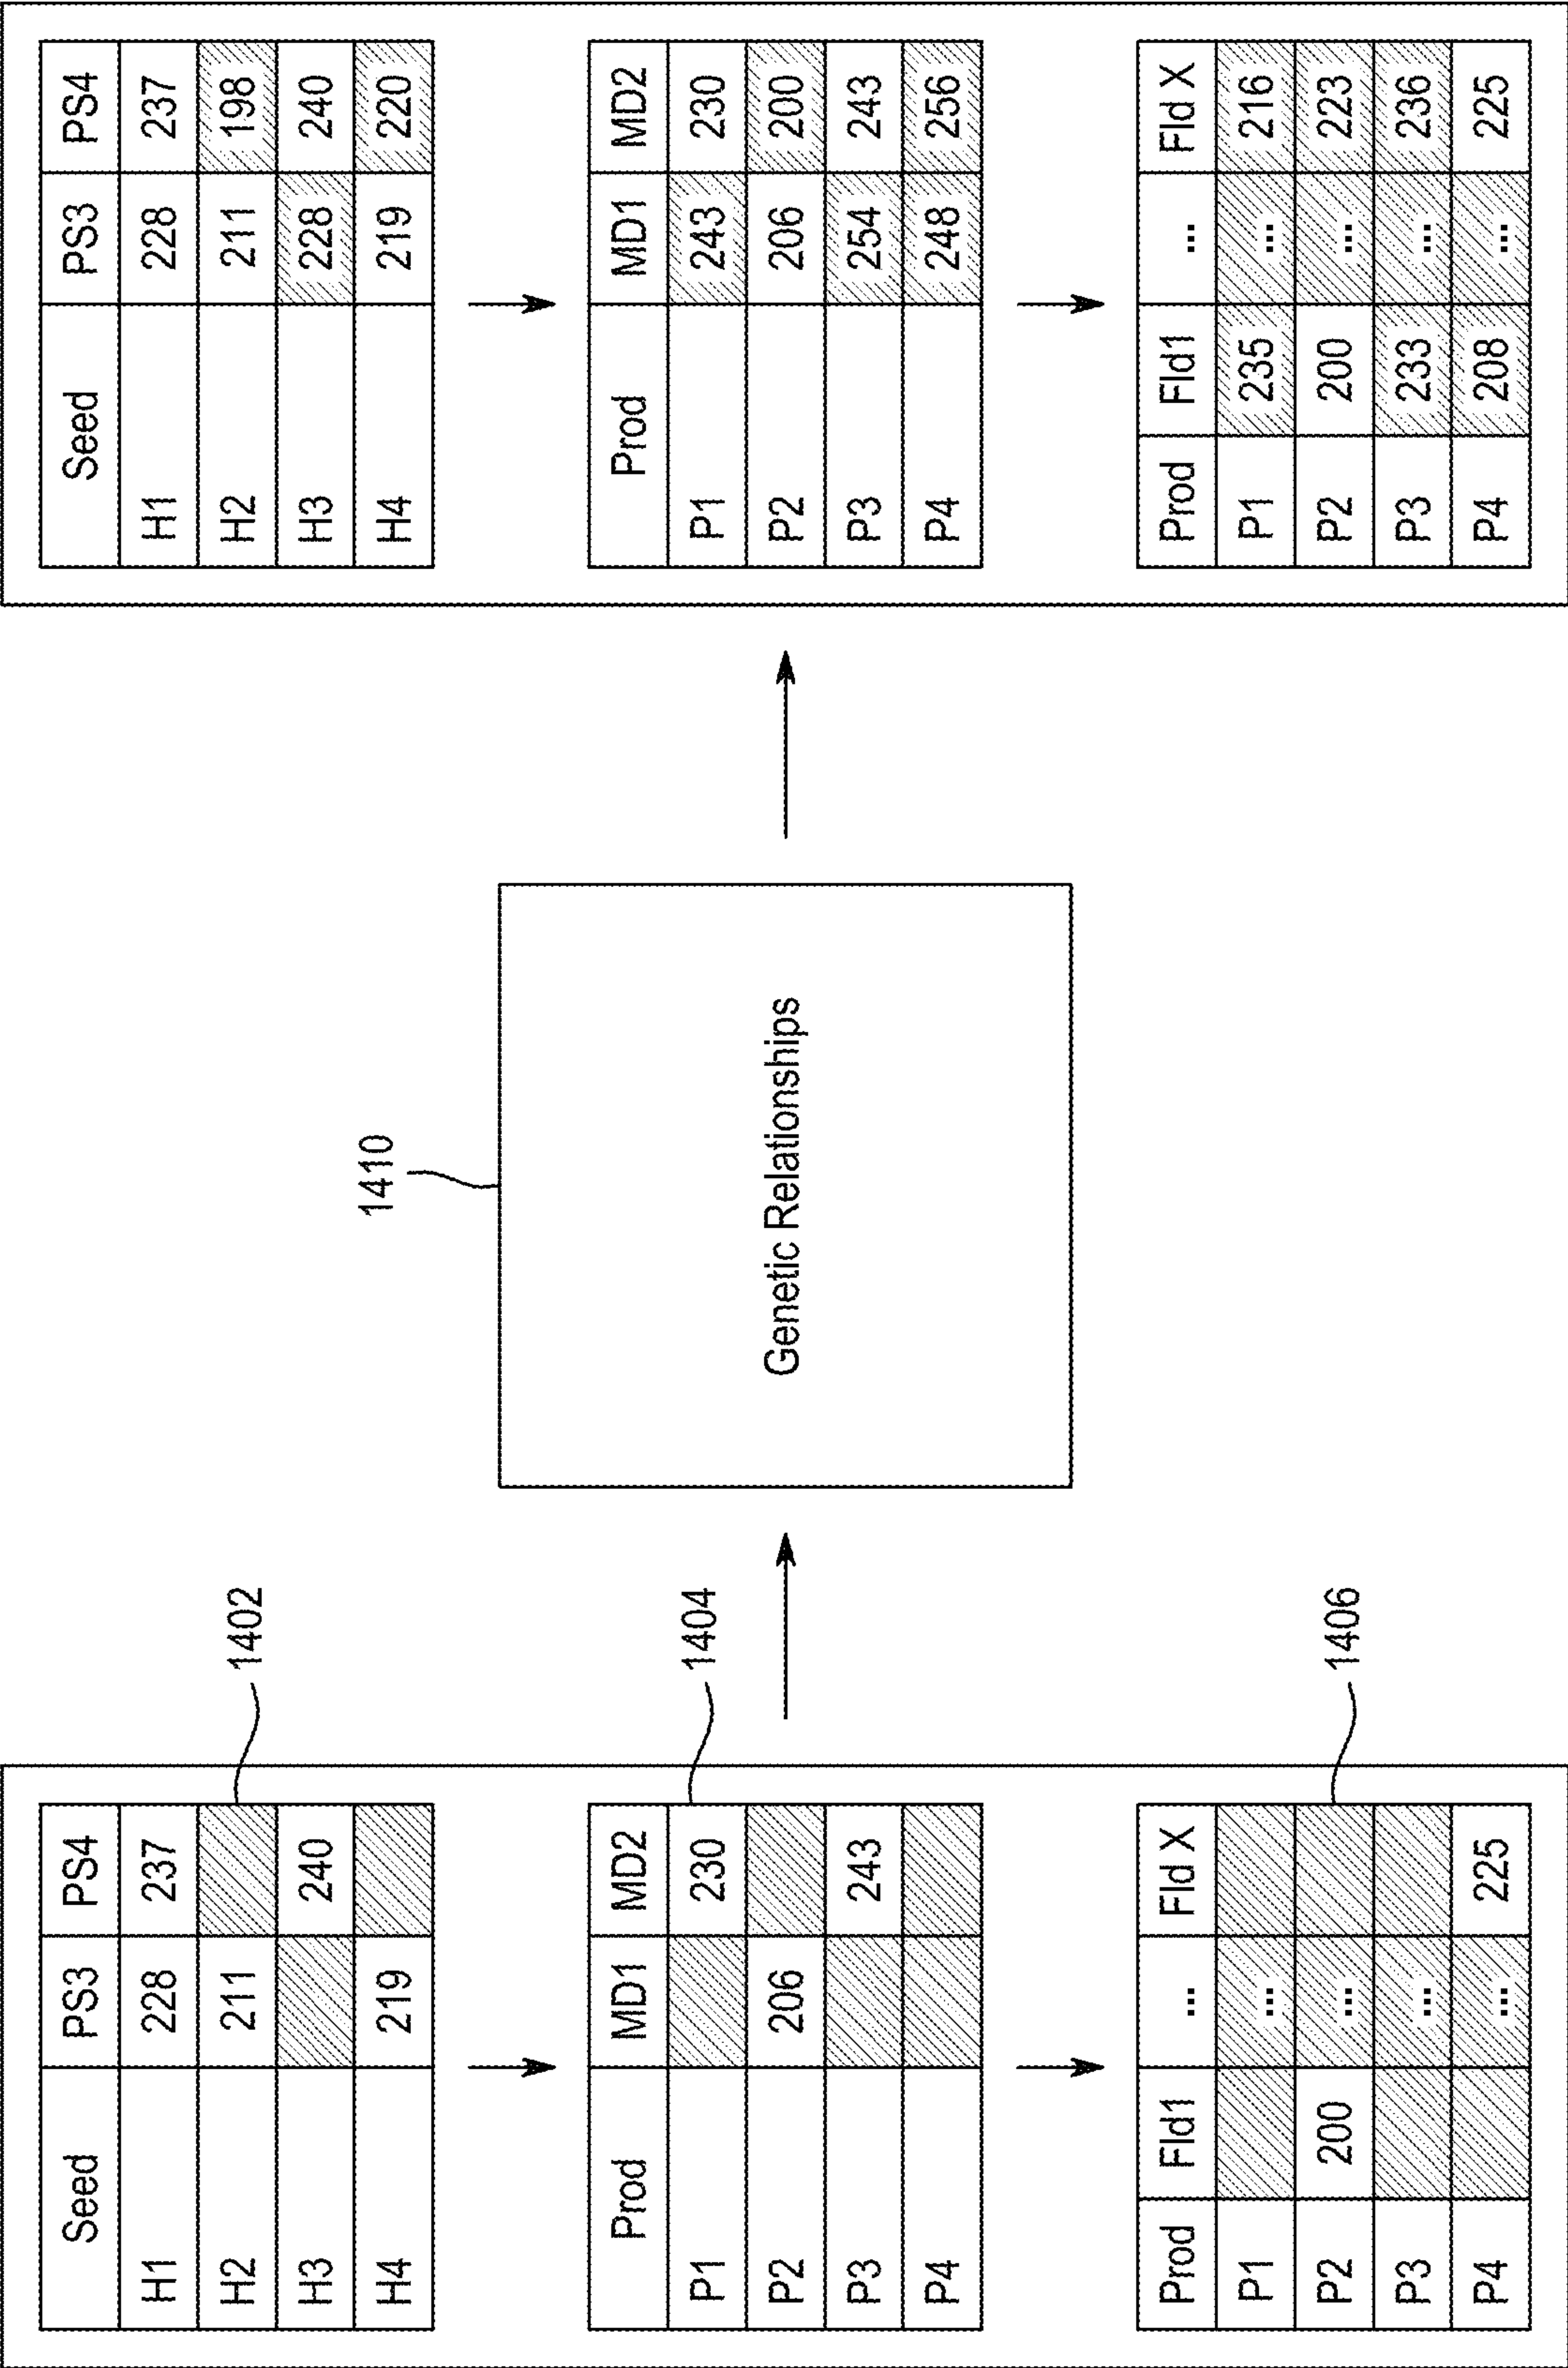 1402
Seed PS3 PS4
H1 228 237
H2 211
H3 240
H4 219
1404
Prod MD1 MD2
P1 230
P2 206
P3 243
P4
1406
Prod Fld1 ... Fld X
P1 ...
P2 200 ...
P3 ...
P4 ... 225
1410
Genetic Relationships
Seed PS3 PS4
H1 228 237
H2 211 198
H3 228 240
H4 219 220
Prod MD1 MD2
P1 243 230
P2 206 200
P3 254 243
P4 248 256
Prod Fld1 ... Fld X
P1 235 ... 216
P2 200 ... 223
P3 233 ... 236
P4 208 ... 225